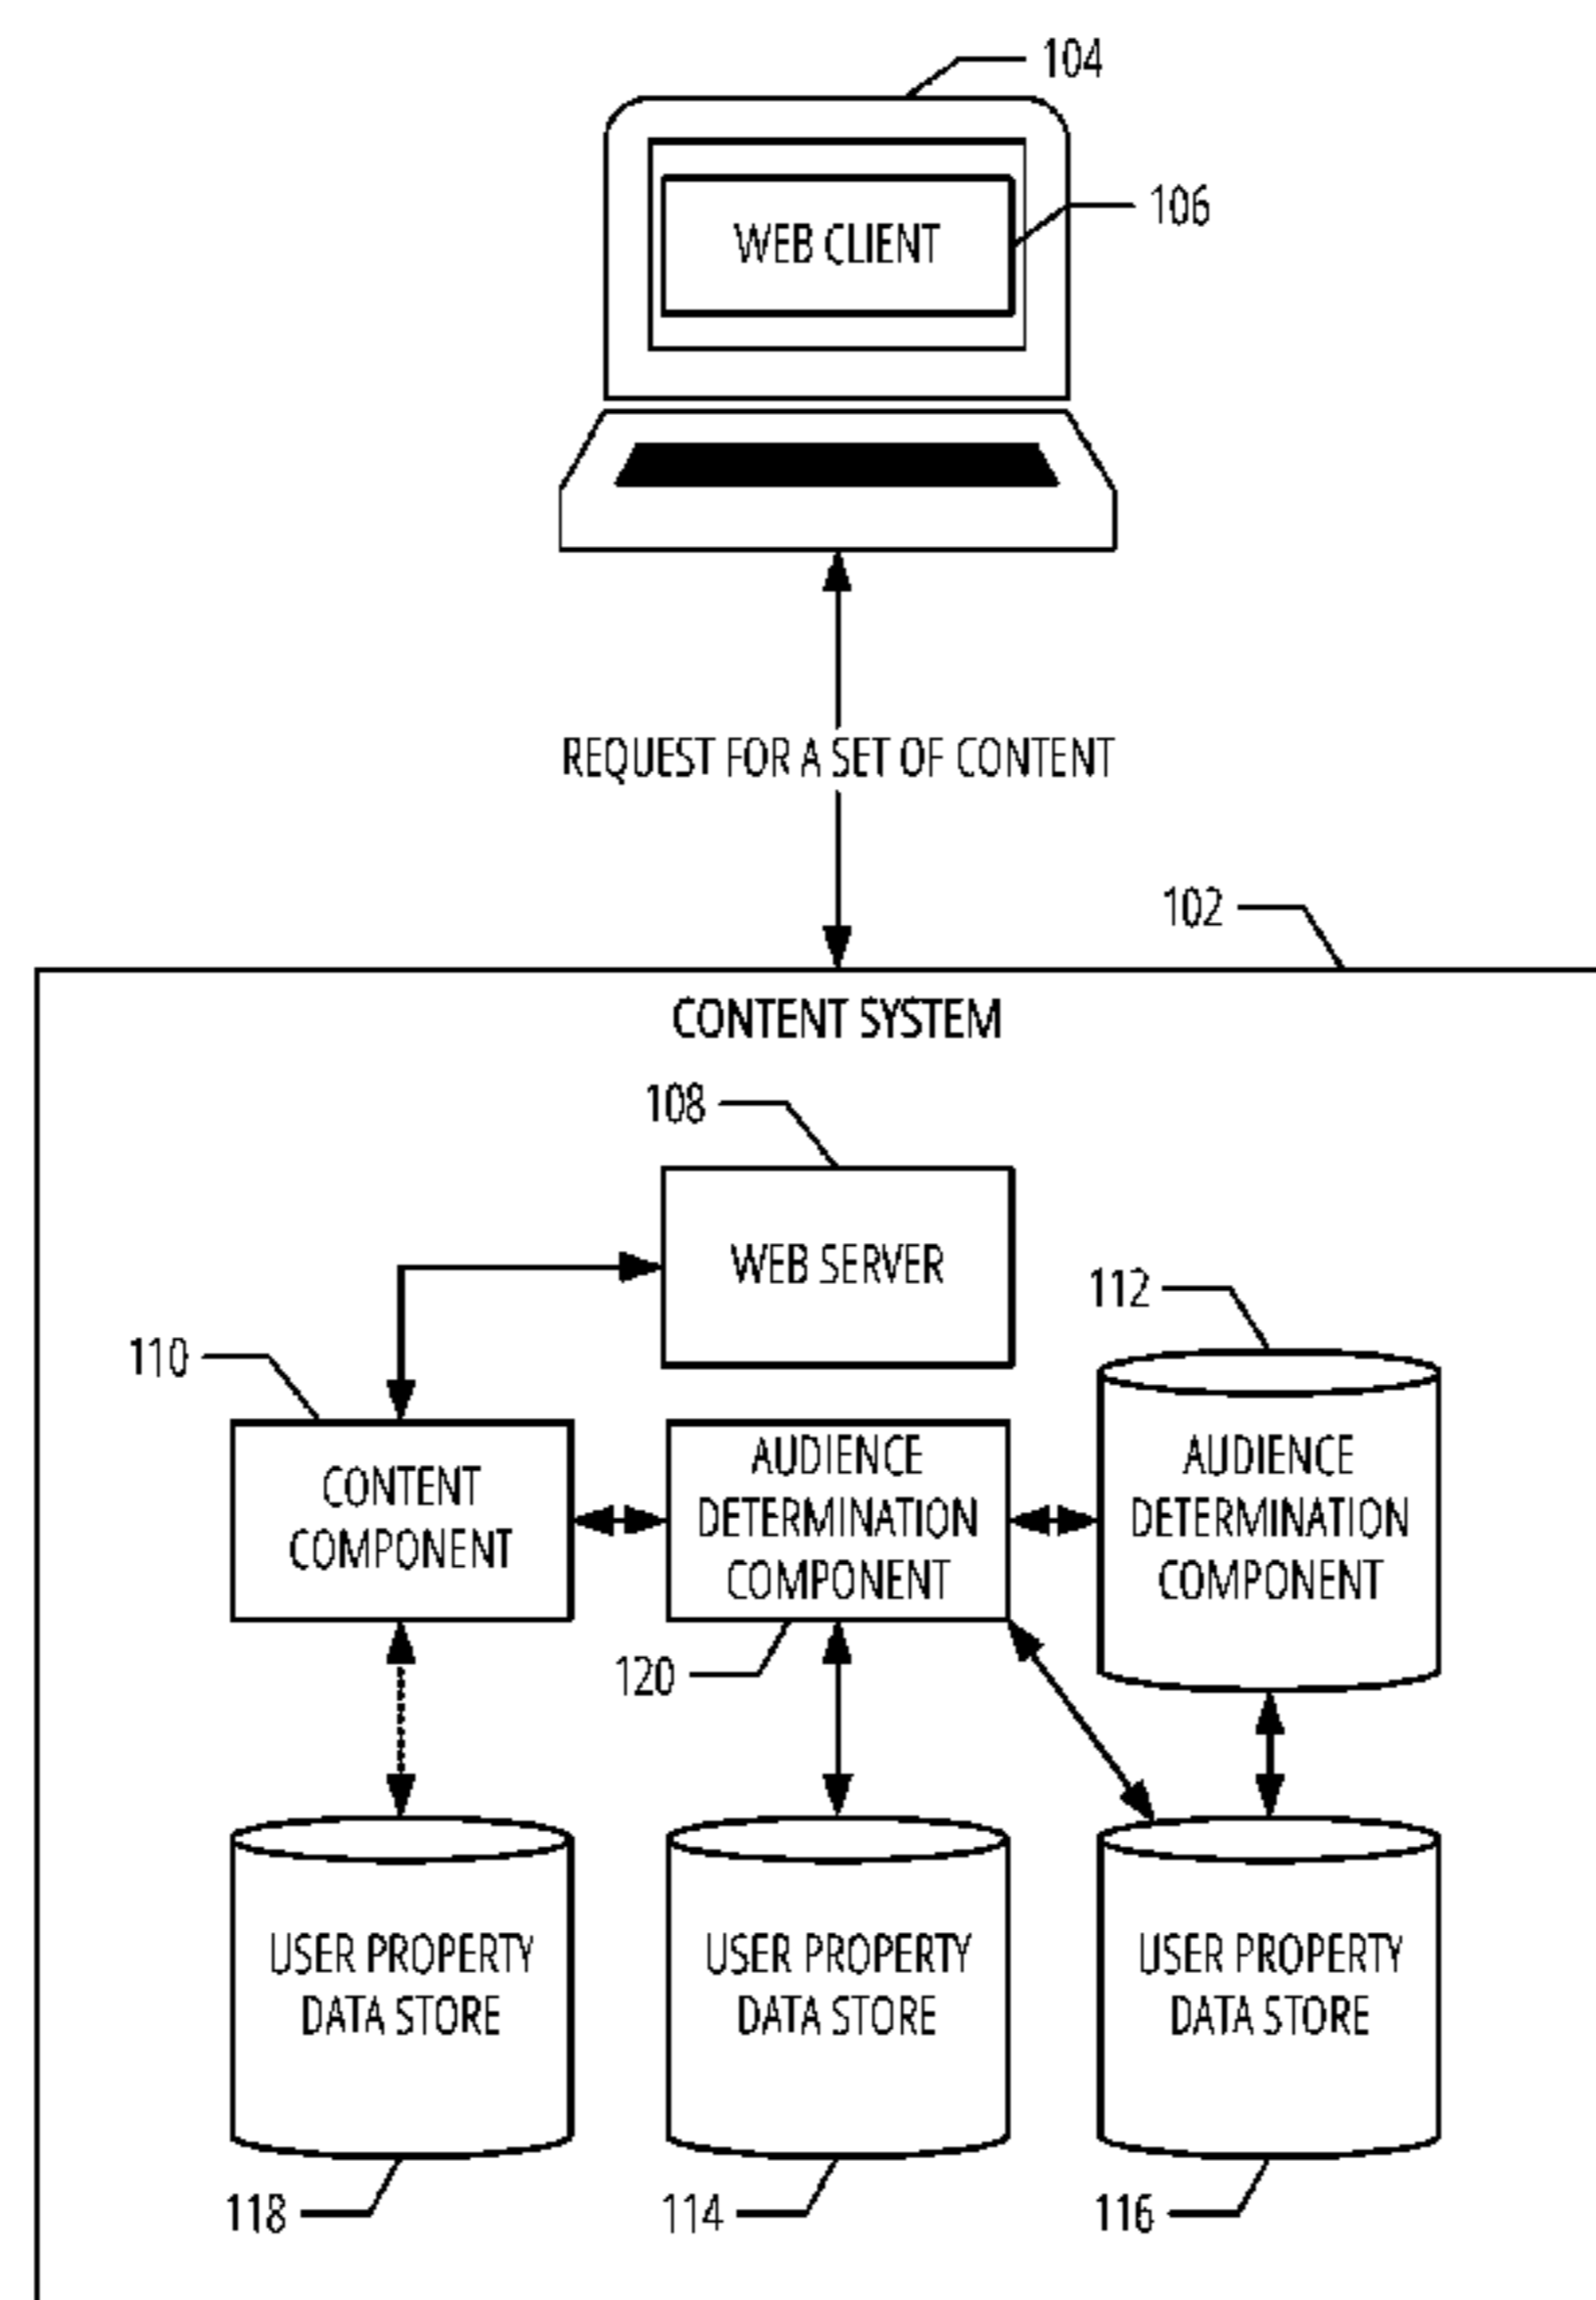 104
106
WEB CLIENT
REQUEST FOR A SET OF CONTENT
102
CONTENT SYSTEM
108
WEB SERVER
112
110
CONTENT
COMPONENT
AUDIENCE
DETERMINATION
COMPONENT
AUDIENCE
DETERMINATION
COMPONENT
120
USER PROPERTY
DATA STORE
USER PROPERTY
DATA STORE
USER PROPERTY
DATA STORE
118
114
116